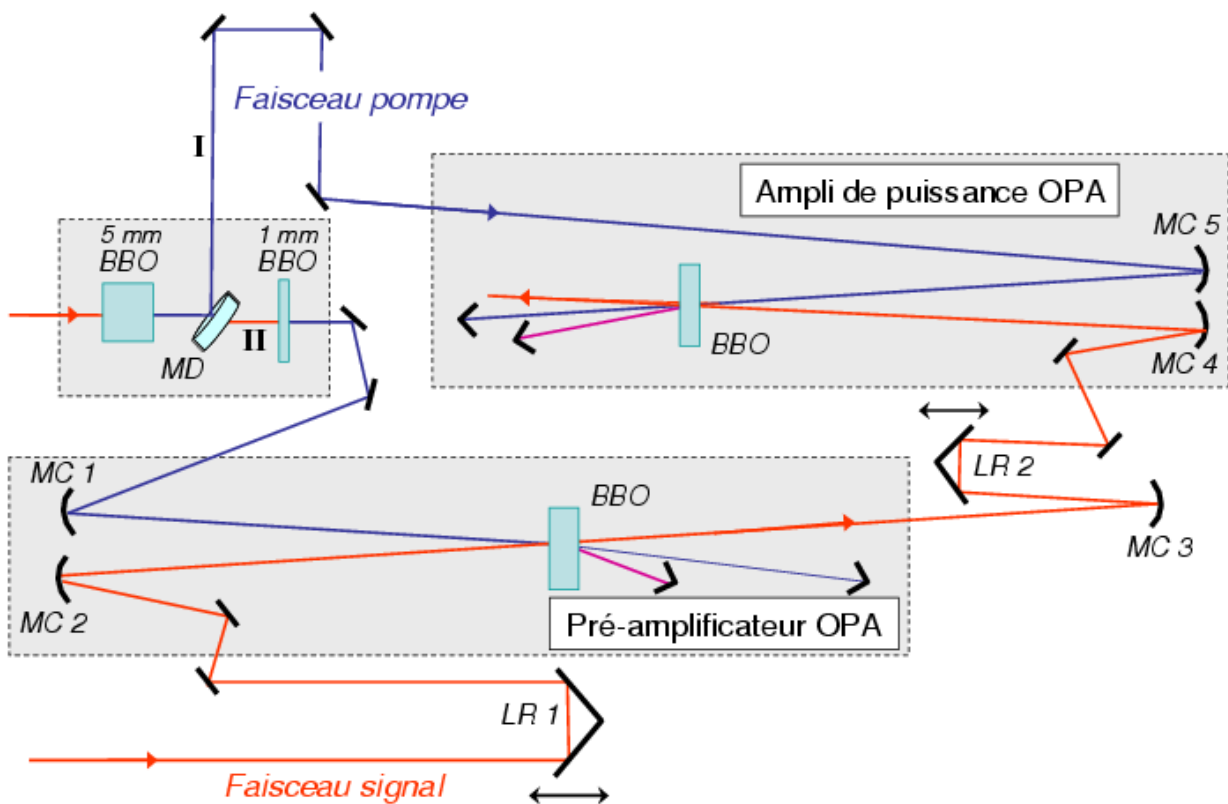 Faisceau pompe
I
Ampli de puissance OPA
MC 5
5 mm
BBO
1 mm
BBO
II
MD
BBO
MC 4
LR 2
MC 1
BBO
MC 3
MC 2
Pré-amplificateur OPA
LR 1
Faisceau signal